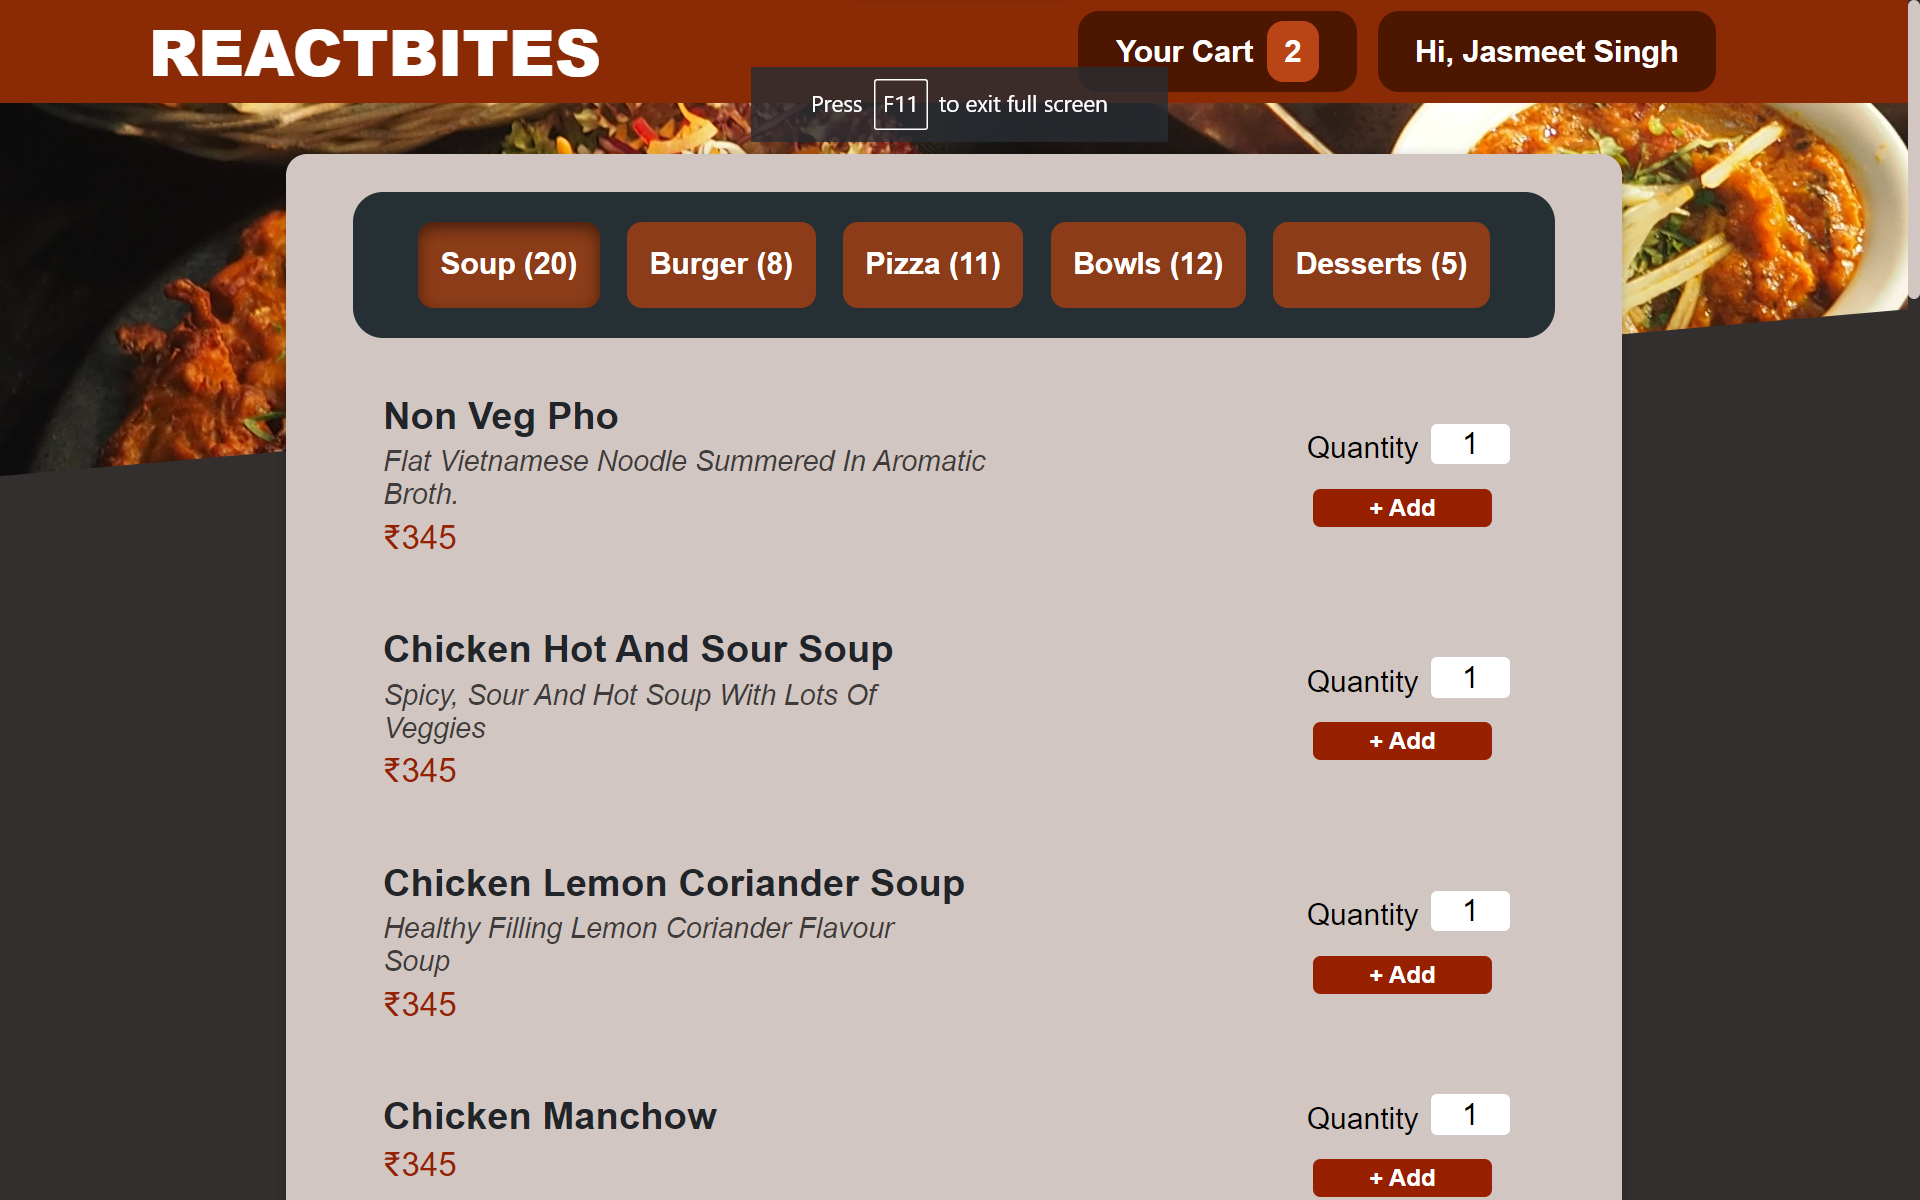 REACTBITES
Your Cart 2
Hi, Jasmeet Singh
Press F11 to exit full screen
Soup (20)
Burger (8)
Pizza (11)
Bowls (12)
Desserts (5)
Non Veg Pho
Flat Vietnamese Noodle Summered In Aromatic
Broth.
₹345
Quantity 1
+ Add
Chicken Hot And Sour Soup
Spicy, Sour And Hot Soup With Lots Of
Veggies
₹345
Quantity 1
+ Add
Chicken Lemon Coriander Soup
Healthy Filling Lemon Coriander Flavour
Soup
₹345
Quantity 1
+ Add
Chicken Manchow
₹345
Quantity 1
+ Add